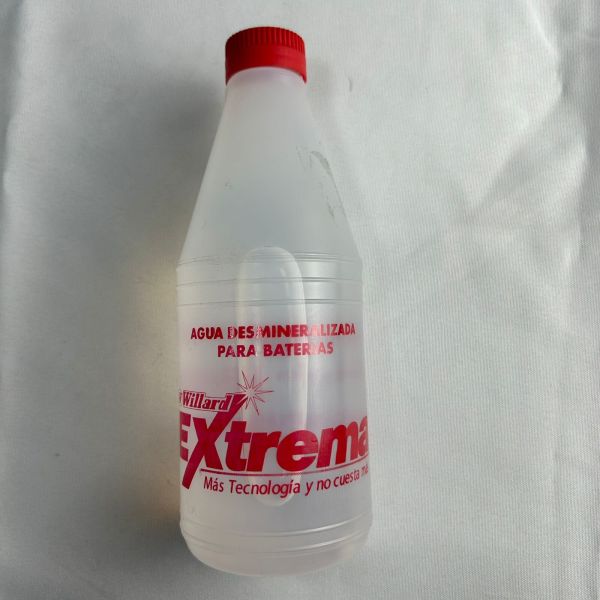 AGUA DESMINERALIZADA
PARA BATERIAS
Willard
EXtrema
Más Tecnología y no cuesta